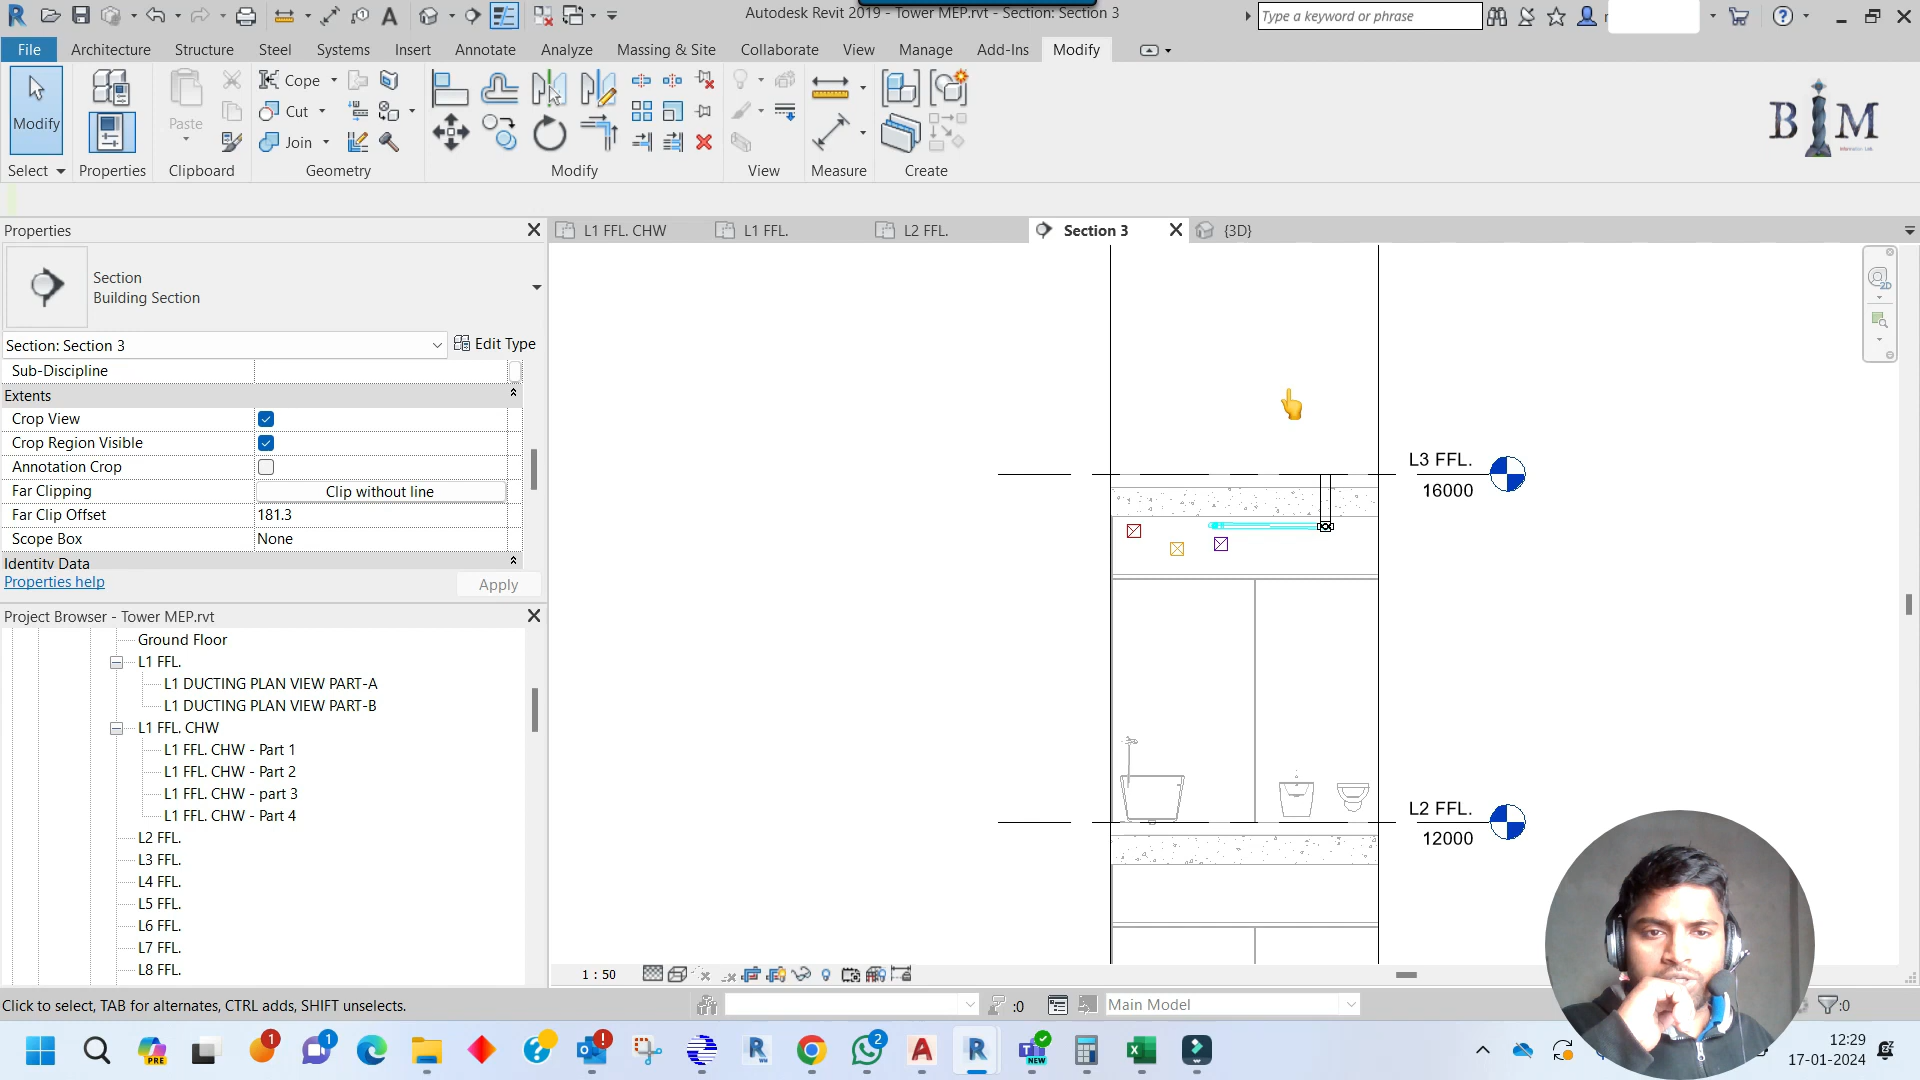 Autodesk Revit 2019 - Tower MEP.rvt - Section: Section 3
Type a keyword or phrase
File Architecture Structure Steel Systems Insert Annotate Analyze Massing & Site Collaborate View Manage Add-Ins Modify
Modify
Paste
Cope
Cut
Join
Select Properties Clipboard Geometry Modify View Measure Create
BIM
Properties
L1 FFL. CHW
L1 FFL.
L2 FFL.
Section 3
{3D}
Section
Building Section
Section: Section 3
Edit Type
Sub-Discipline
Extents
Crop View
Crop Region Visible
Annotation Crop
Far Clipping Clip without line
Far Clip Offset 181.3
Scope Box None
Identity Data
Properties help
Apply
Project Browser - Tower MEP.rvt
Ground Floor
L1 FFL.
L1 DUCTING PLAN VIEW PART-A
L1 DUCTING PLAN VIEW PART-B
L1 FFL. CHW
L1 FFL. CHW - Part 1
L1 FFL. CHW - Part 2
L1 FFL. CHW - part 3
L1 FFL. CHW - Part 4
L2 FFL.
L3 FFL.
L4 FFL.
L5 FFL.
L6 FFL.
L7 FFL.
L8 FFL.
L3 FFL.
16000
L2 FFL.
12000
2D
1 : 50
Click to select, TAB for alternates, CTRL adds, SHIFT unselects.
:0
Main Model
:0
PRE
1
1
2
NEW
12:29
17-01-2024